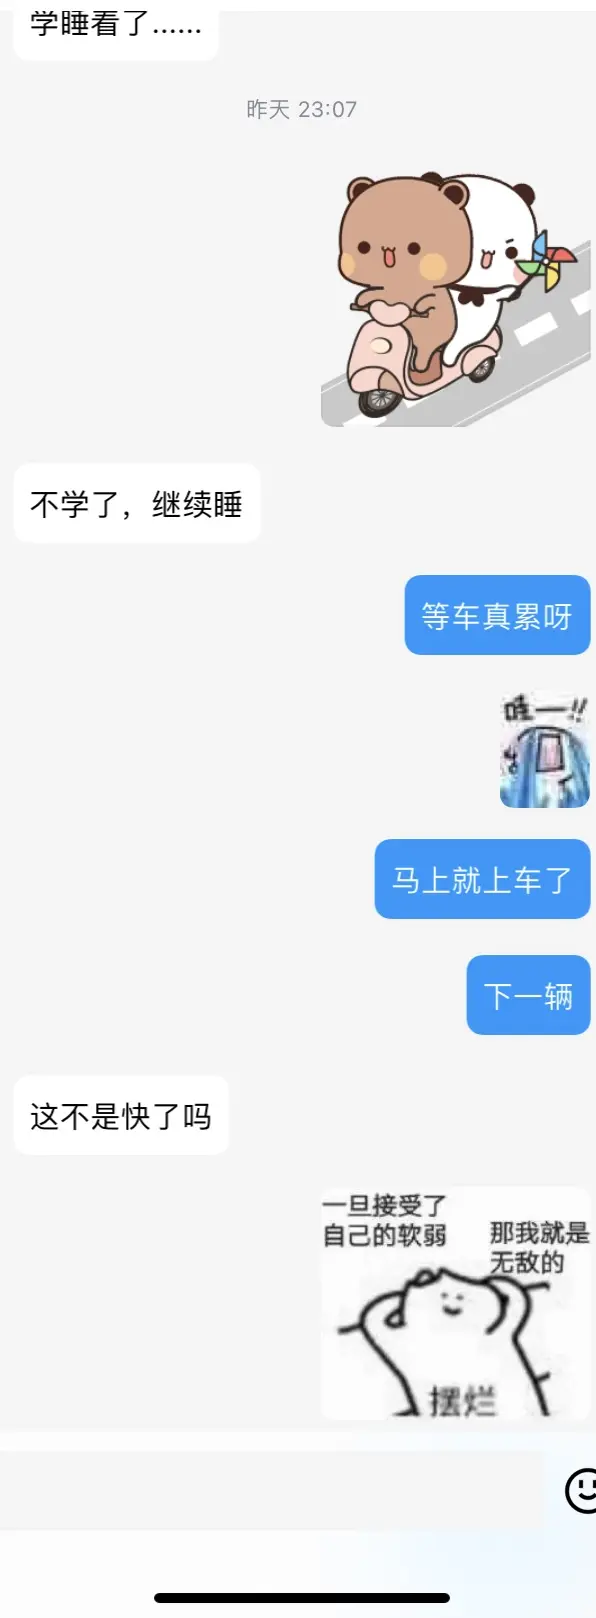 学睡看了......
昨天 23:07
不学了，继续睡
等车真累呀
哇一!!
马上就上车了
下一辆
这不是快了吗
一旦接受了
自己的软弱
那我就是
无敌的
摆烂